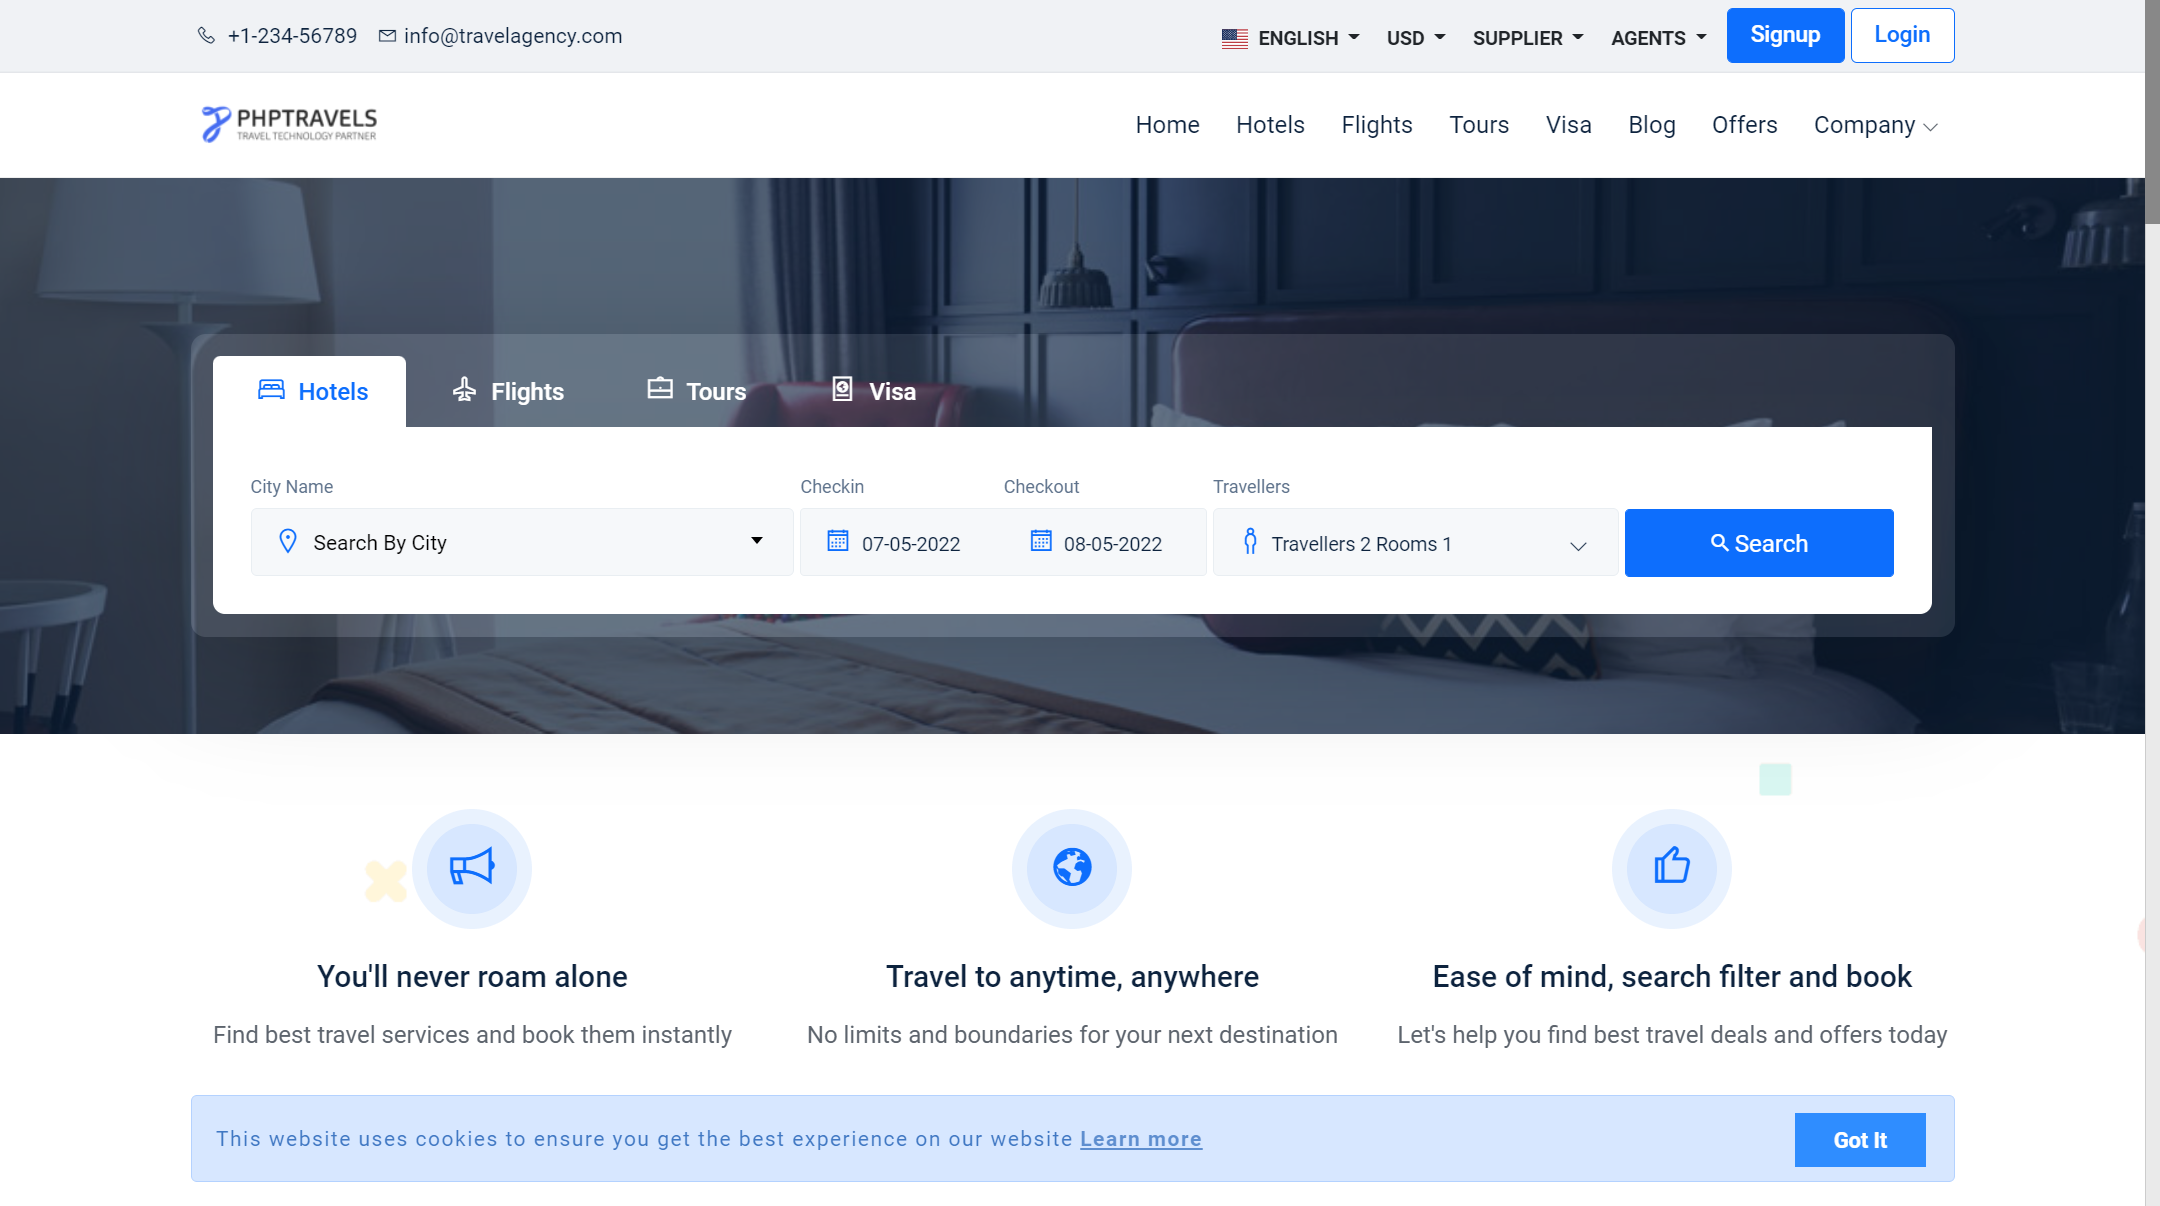 +1-234-56789 info@travelagency.com ENGLISH USD SUPPLIER AGENTS Signup Login
PHPTRAVELS
TRAVEL TECHNOLOGY PARTNER
Home Hotels Flights Tours Visa Blog Offers Company
Hotels Flights Tours Visa
City Name Checkin Checkout Travellers
Search By City 07-05-2022 08-05-2022 Travellers 2 Rooms 1 Search
You'll never roam alone Travel to anytime, anywhere Ease of mind, search filter and book
Find best travel services and book them instantly No limits and boundaries for your next destination Let's help you find best travel deals and offers today
This website uses cookies to ensure you get the best experience on our website Learn more Got It